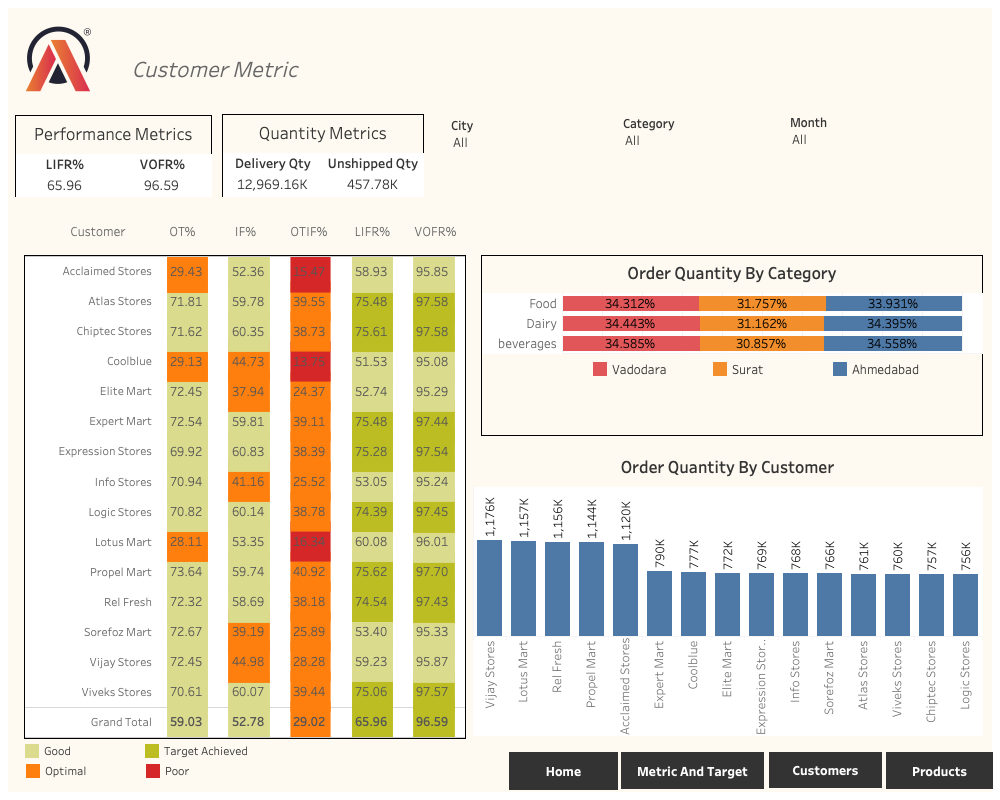 ®
Customer Metric
Performance Metrics
LIFR% VOFR%
65.96 96.59
Quantity Metrics
Delivery Qty Unshipped Qty
12,969.16K 457.78K
City
All
Category
All
Month
All
Customer OT% IF% OTIF% LIFR% VOFR%
Acclaimed Stores 29.43 52.36 58.93 95.85
Atlas Stores 71.81 59.78 39.55 75.48 97.58
Chiptec Stores 71.62 60.35 38.73 75.61 97.58
Coolblue 29.13 44.73 51.53 95.08
Elite Mart 72.45 37.94 24.37 52.74 95.29
Expert Mart 72.54 59.81 39.11 75.48 97.44
Expression Stores 69.92 60.83 38.39 75.28 97.54
Info Stores 70.94 41.16 25.52 53.05 95.24
Logic Stores 70.82 60.14 38.78 74.39 97.45
Lotus Mart 28.11 53.35 60.08 96.01
Propel Mart 73.64 59.74 40.92 75.62 97.70
Rel Fresh 72.32 58.69 38.18 74.54 97.43
Sorefoz Mart 72.67 39.19 25.89 53.40 95.33
Vijay Stores 72.45 44.98 28.28 59.23 95.87
Viveks Stores 70.61 60.07 39.44 75.06 97.57
Grand Total 59.03 52.78 29.02 65.96 96.59
Good Target Achieved
Optimal Poor
Order Quantity By Category
Food 34.312% 31.757% 33.931%
Dairy 34.443% 31.162% 34.395%
beverages 34.585% 30.857% 34.558%
Vadodara Surat Ahmedabad
Order Quantity By Customer
1,176K 1,157K 1,156K 1,144K 1,120K 790K 777K 772K 769K 768K 766K 761K 760K 757K 756K
Vijay Stores
Lotus Mart
Rel Fresh
Propel Mart
Acclaimed Stores
Expert Mart
Coolblue
Elite Mart
Expression Stor..
Info Stores
Sorefoz Mart
Atlas Stores
Viveks Stores
Chiptec Stores
Logic Stores
Home Metric And Target Customers Products